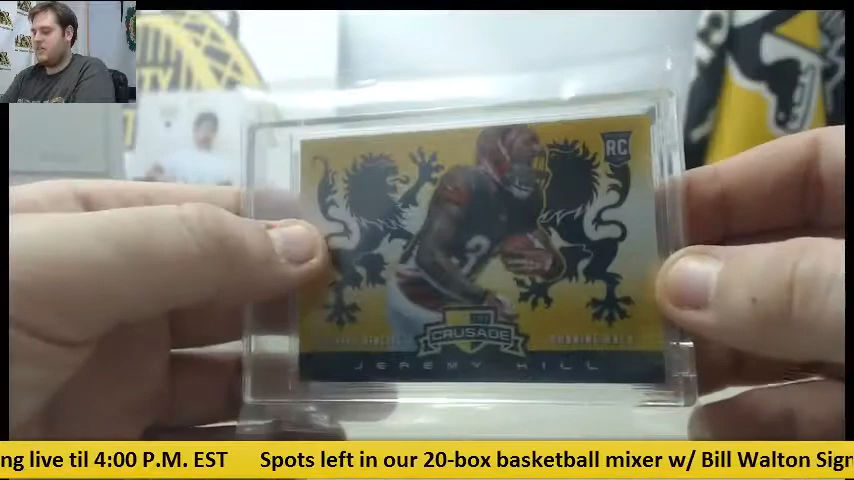 RC
CRUSADE
RUNNING BACK
JEREMY HILL
ng live til 4:00 P.M. EST Spots left in our 20-box basketball mixer w/ Bill Walton Sign